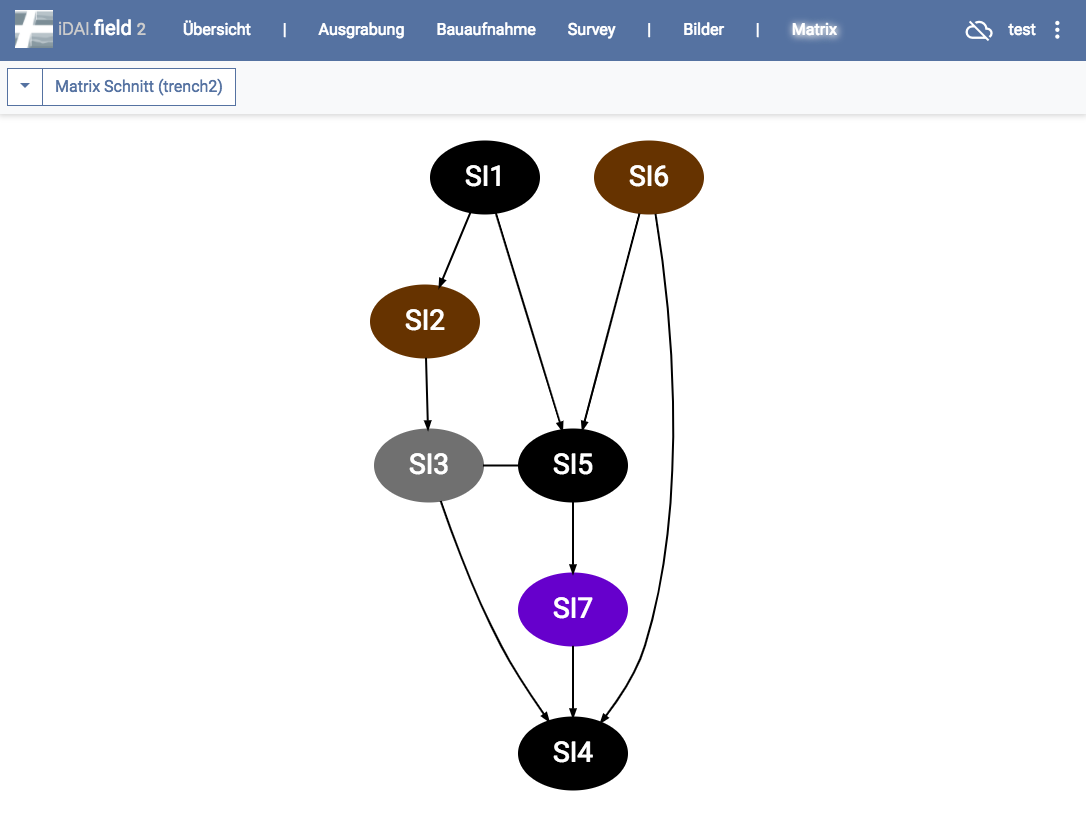 iDAI.field 2 Übersicht | Ausgrabung Bauaufnahme Survey | Bilder | Matrix test
Matrix Schnitt (trench2)
SI1 SI6
SI2
SI3 SI5
SI7
SI4